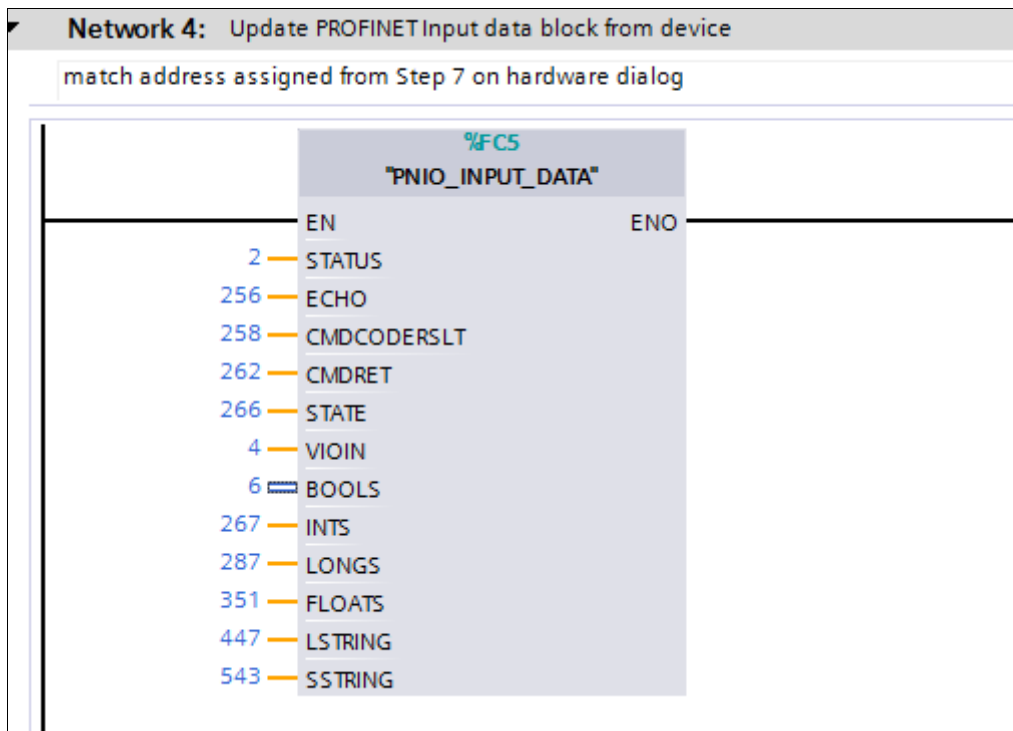 Network 4: Update PROFINET Input data block from device
match address assigned from Step 7 on hardware dialog
%FC5
"PNIO_INPUT_DATA"
EN ENO
2 STATUS
256 ECHO
258 CMDCODERSLT
262 CMDRET
266 STATE
4 VIOIN
6 BOOLS
267 INTS
287 LONGS
351 FLOATS
447 LSTRING
543 SSTRING